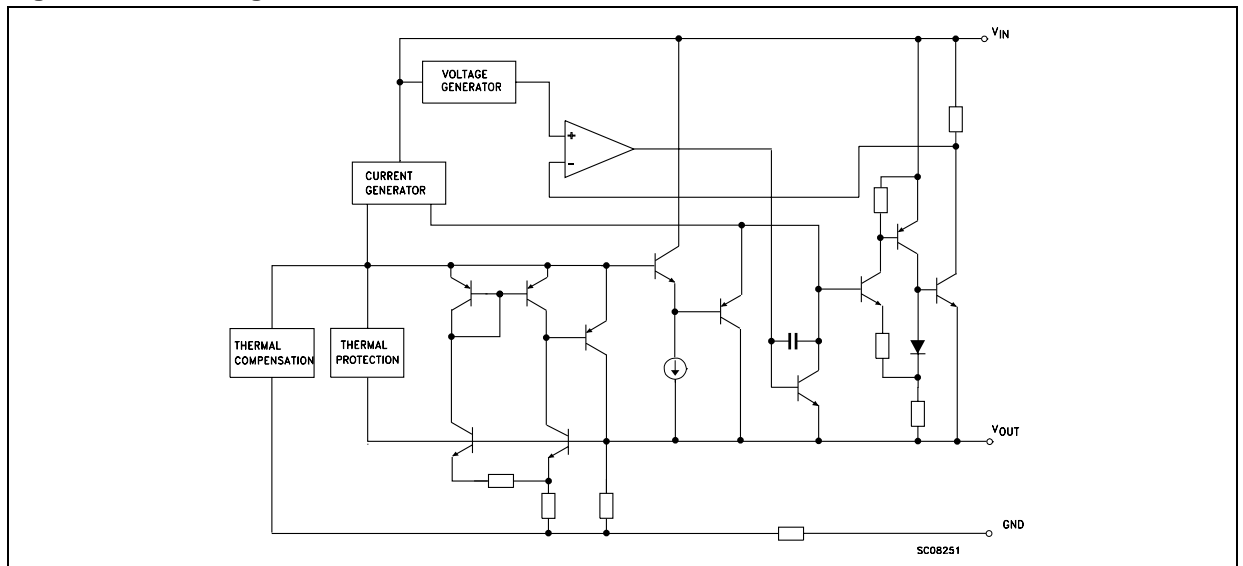 VIN
VOLTAGE
GENERATOR
+
-
CURRENT
GENERATOR
THERMAL
COMPENSATION
THERMAL
PROTECTION
VOUT
GND
SC08251